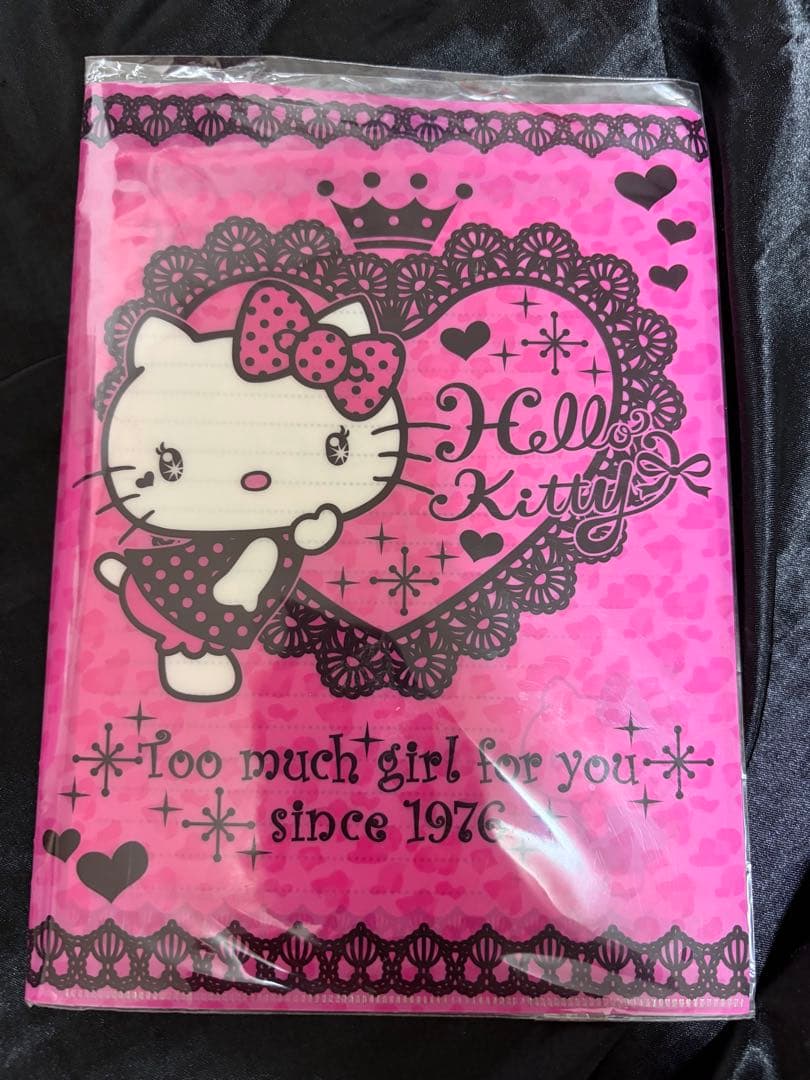 Hello
Kitty
Too much girl for you
since 1976